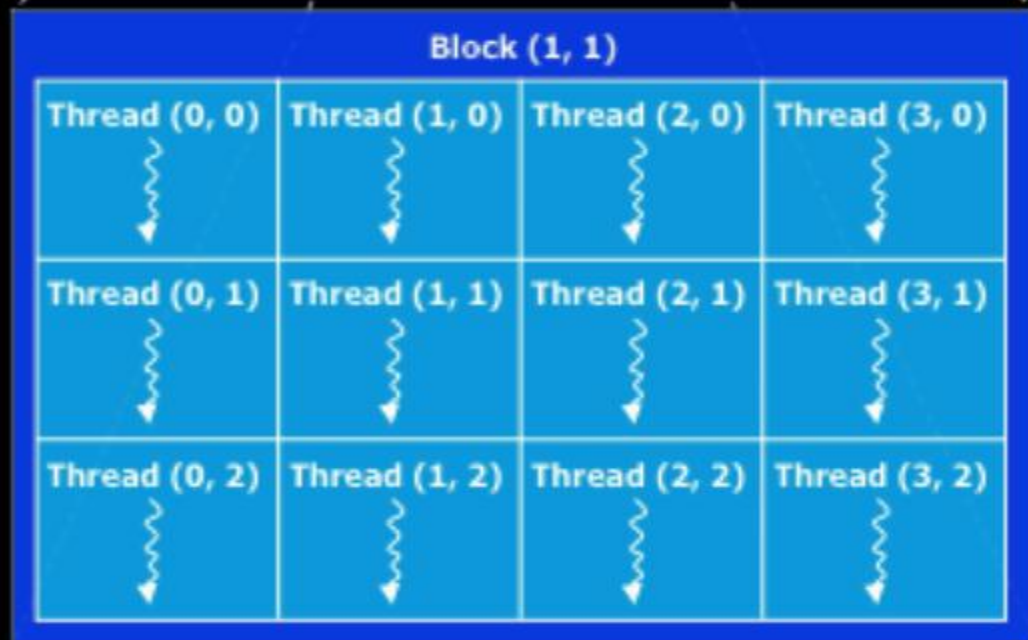 Block (1, 1)
Thread (0, 0) Thread (1, 0) Thread (2, 0) Thread (3, 0)
Thread (0, 1) Thread (1, 1) Thread (2, 1) Thread (3, 1)
Thread (0, 2) Thread (1, 2) Thread (2, 2) Thread (3, 2)